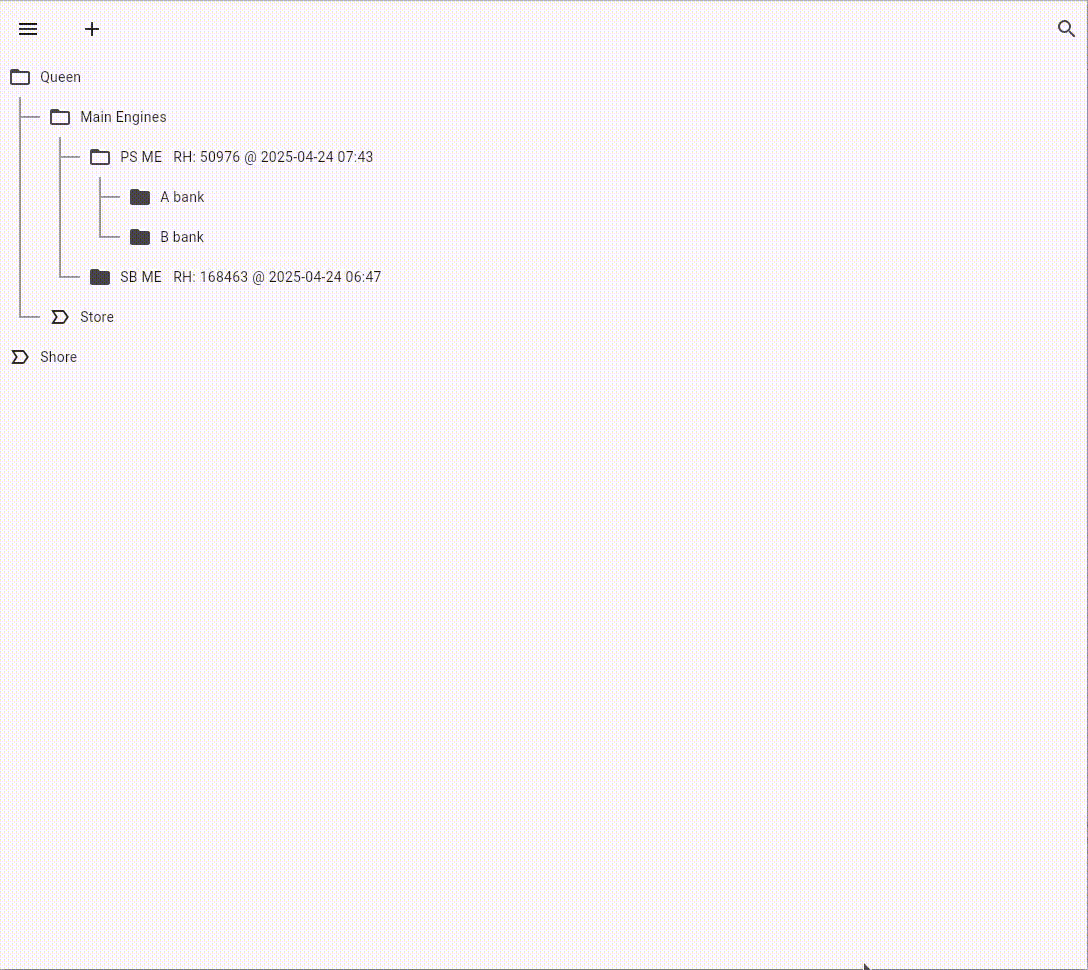 Queen
Main Engines
PS ME RH: 50976 @ 2025-04-24 07:43
A bank
B bank
SB ME RH: 168463 @ 2025-04-24 06:47
Store
Shore